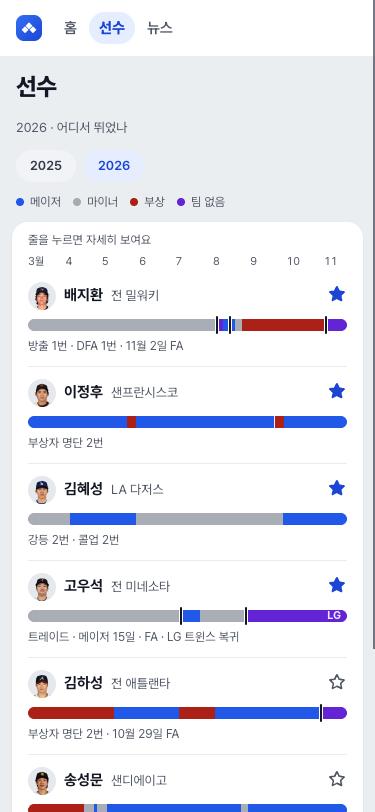 홈 선수 뉴스
선수
2026 · 어디서 뛰었나
2025 2026
메이저 마이너 부상 팀 없음
줄을 누르면 자세히 보여요
3월 4 5 6 7 8 9 10 11
배지환 전 밀워키
방출 1번 · DFA 1번 · 11월 2일 FA
이정후 샌프란시스코
부상자 명단 2번
김혜성 LA 다저스
강등 2번 · 콜업 2번
고우석 전 미네소타
LG
트레이드 · 메이저 15일 · FA · LG 트윈스 복귀
김하성 전 애틀랜타
부상자 명단 2번 · 10월 29일 FA
송성문 샌디에이고